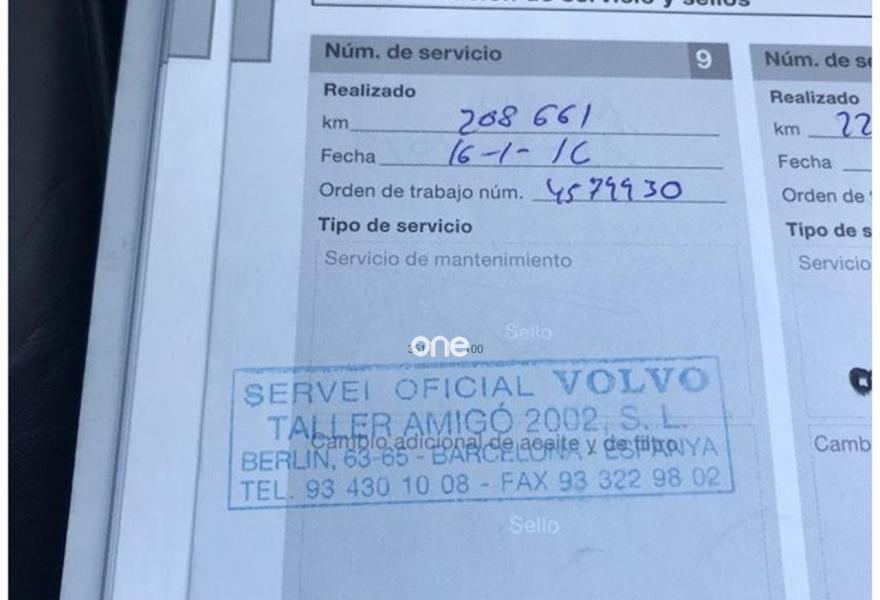 servicio y sellos
Núm. de servicio 9
Realizado
km 208 661
Fecha 16-1-16
Orden de trabajo núm. 4579930
Tipo de servicio
Servicio de mantenimiento
Sello
one
SERVEI OFICIAL VOLVO
TALLER AMIGÓ 2002, S. L.
Cambio adicional de aceite y de filtro
BERLIN, 63-65 - BARCELONA - ESPANYA
TEL. 93 430 10 08 - FAX 93 322 98 02
Sello
Núm. de se
Realizado
km 22
Fecha
Orden de
Tipo de s
Servicio
Camb